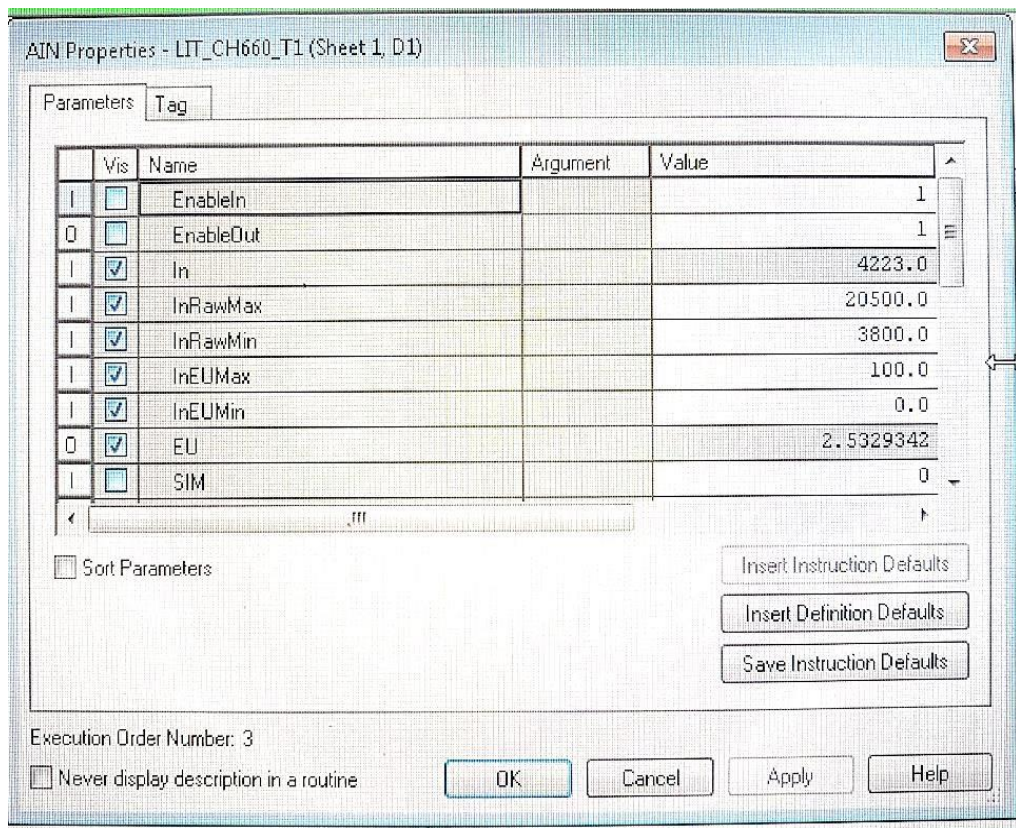 AIN Properties - LIT_CH660_T1 (Sheet 1, D1)
Parameters Tag
Vis Name Argument Value
I EnableIn 1
O EnableOut 1
I In 4223.0
I InRawMax 20500.0
I InRawMin 3800.0
I InEUMax 100.0
I InEUMin 0.0
O EU 2.5329342
I SIM 0
Sort Parameters
Insert Instruction Defaults
Insert Definition Defaults
Save Instruction Defaults
Execution Order Number: 3
Never display description in a routine
OK Cancel Apply Help